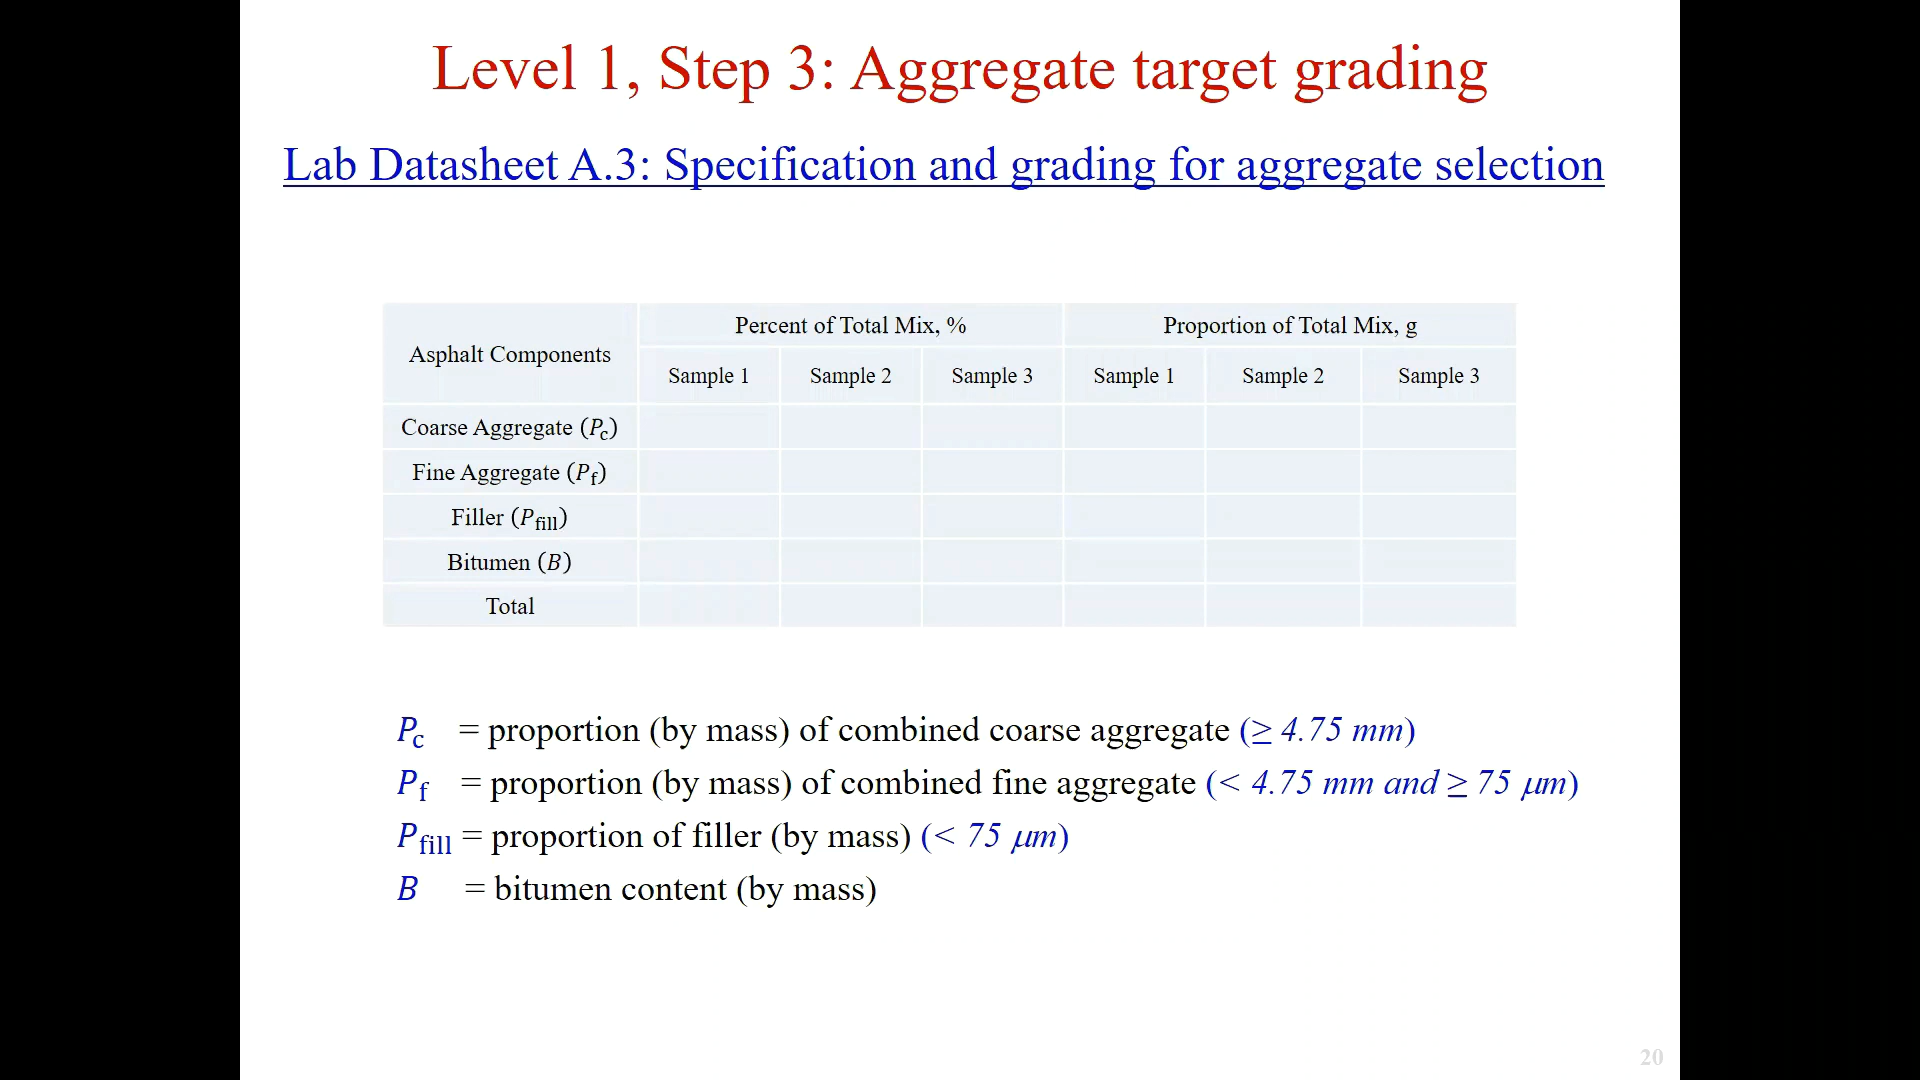 Level 1, Step 3: Aggregate target grading
Lab Datasheet A.3: Specification and grading for aggregate selection
Asphalt Components
Percent of Total Mix, %
Proportion of Total Mix, g
Sample 1
Sample 2
Sample 3
Sample 1
Sample 2
Sample 3
Coarse Aggregate (Pc)
Fine Aggregate (Pf)
Filler (Pfill)
Bitumen (B)
Total
Pc = proportion (by mass) of combined coarse aggregate (≥ 4.75 mm)
Pf = proportion (by mass) of combined fine aggregate (< 4.75 mm and ≥ 75 μm)
Pfill = proportion of filler (by mass) (< 75 μm)
B = bitumen content (by mass)
20